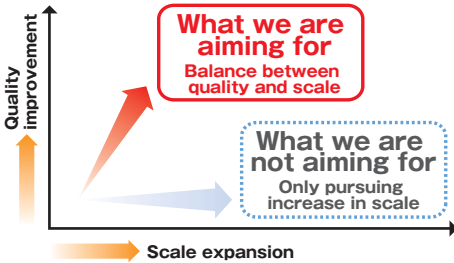 What we are
aiming for
Balance between
quality and scale
Quality
improvement
What we are
not aiming for
Only pursuing
increase in scale
Scale expansion